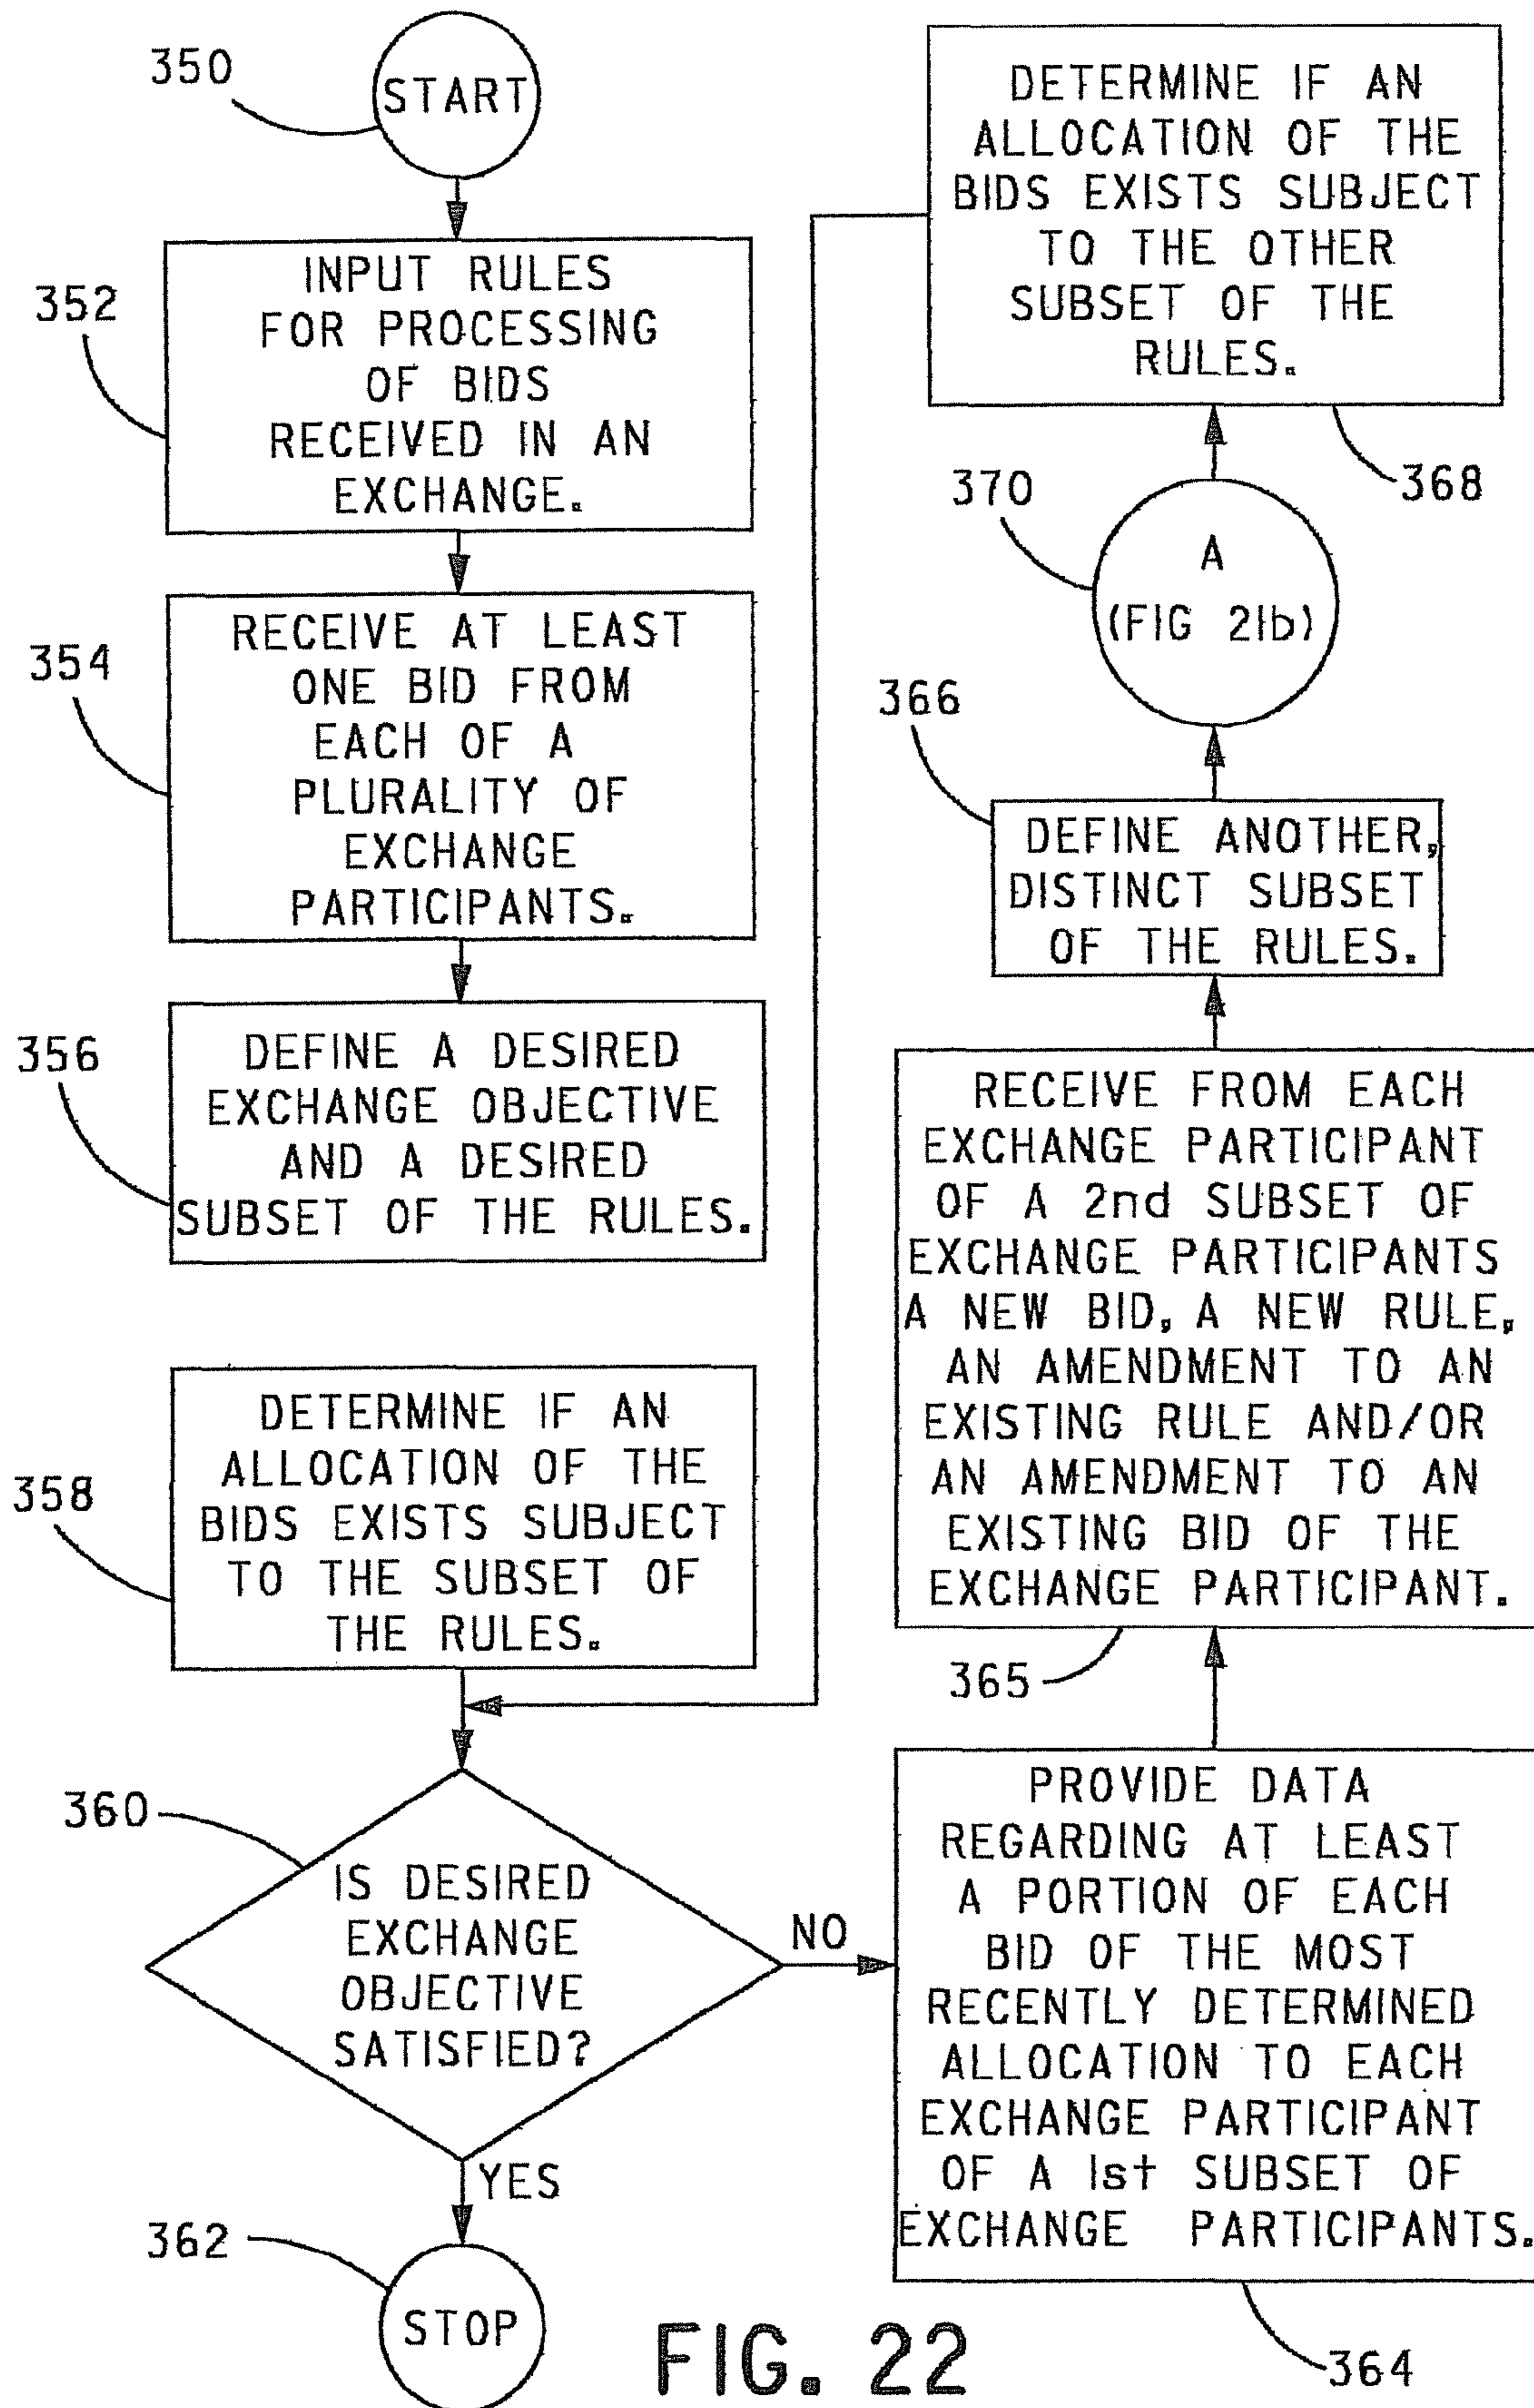 350
START
352
INPUT RULES
FOR PROCESSING
OF BIDS
RECEIVED IN AN
EXCHANGE.
354
RECEIVE AT LEAST
ONE BID FROM
EACH OF A
PLURALITY OF
EXCHANGE
PARTICIPANTS.
356
DEFINE A DESIRED
EXCHANGE OBJECTIVE
AND A DESIRED
SUBSET OF THE RULES.
358
DETERMINE IF AN
ALLOCATION OF THE
BIDS EXISTS SUBJECT
TO THE SUBSET OF
THE RULES.
360
IS DESIRED
EXCHANGE
OBJECTIVE
SATISFIED?
NO
YES
362
STOP
PROVIDE DATA
REGARDING AT LEAST
A PORTION OF EACH
BID OF THE MOST
RECENTLY DETERMINED
ALLOCATION TO EACH
EXCHANGE PARTICIPANT
OF A 1st SUBSET OF
EXCHANGE PARTICIPANTS.
364
RECEIVE FROM EACH
EXCHANGE PARTICIPANT
OF A 2nd SUBSET OF
EXCHANGE PARTICIPANTS
A NEW BID, A NEW RULE,
AN AMENDMENT TO AN
EXISTING RULE AND/OR
AN AMENDMENT TO AN
EXISTING BID OF THE
EXCHANGE PARTICIPANT.
365
366
DEFINE ANOTHER,
DISTINCT SUBSET
OF THE RULES.
370
A
(FIG 21b)
DETERMINE IF AN
ALLOCATION OF THE
BIDS EXISTS SUBJECT
TO THE OTHER
SUBSET OF THE
RULES.
368
FIG. 22